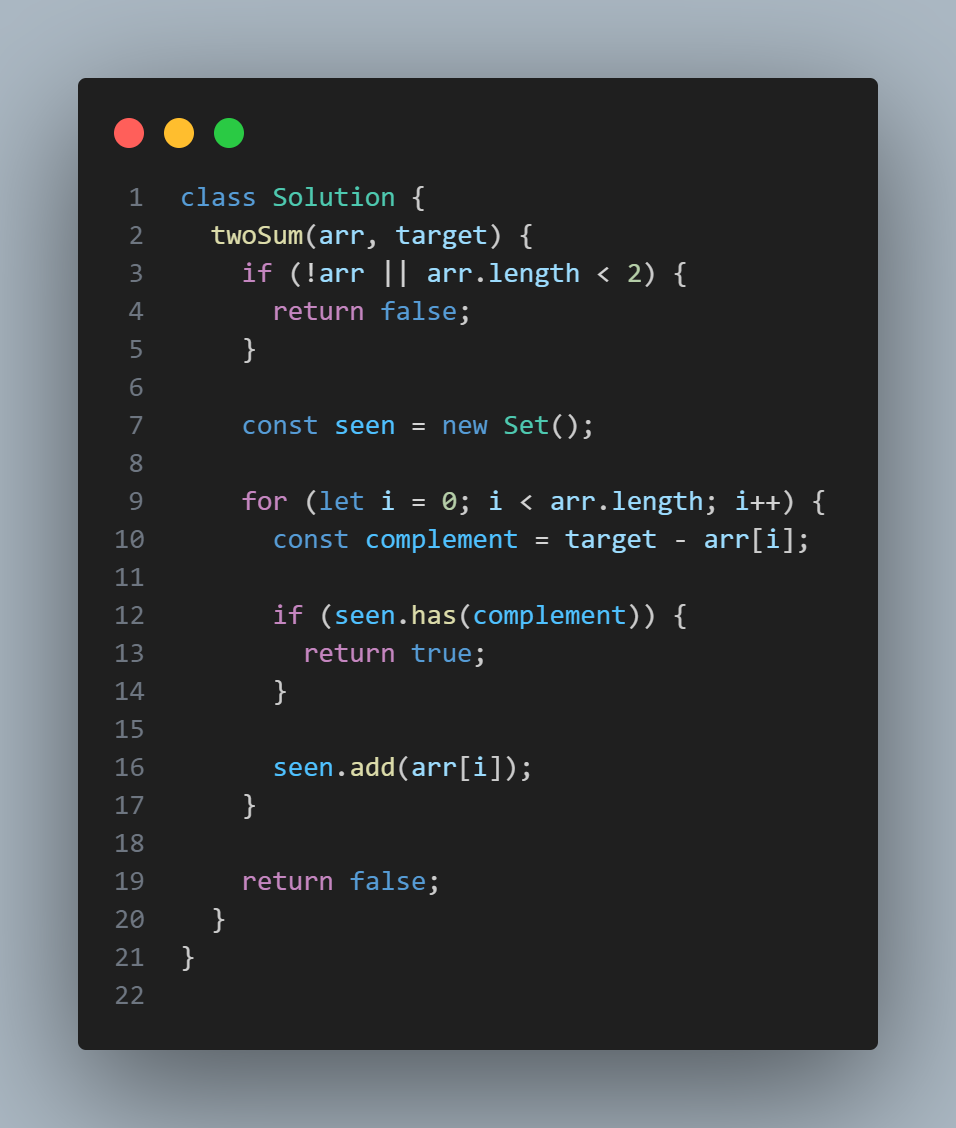 1 class Solution {
2   twoSum(arr, target) {
3     if (!arr || arr.length < 2) {
4       return false;
5     }
6
7     const seen = new Set();
8
9     for (let i = 0; i < arr.length; i++) {
10       const complement = target - arr[i];
11
12       if (seen.has(complement)) {
13         return true;
14       }
15
16       seen.add(arr[i]);
17     }
18
19     return false;
20   }
21 }
22